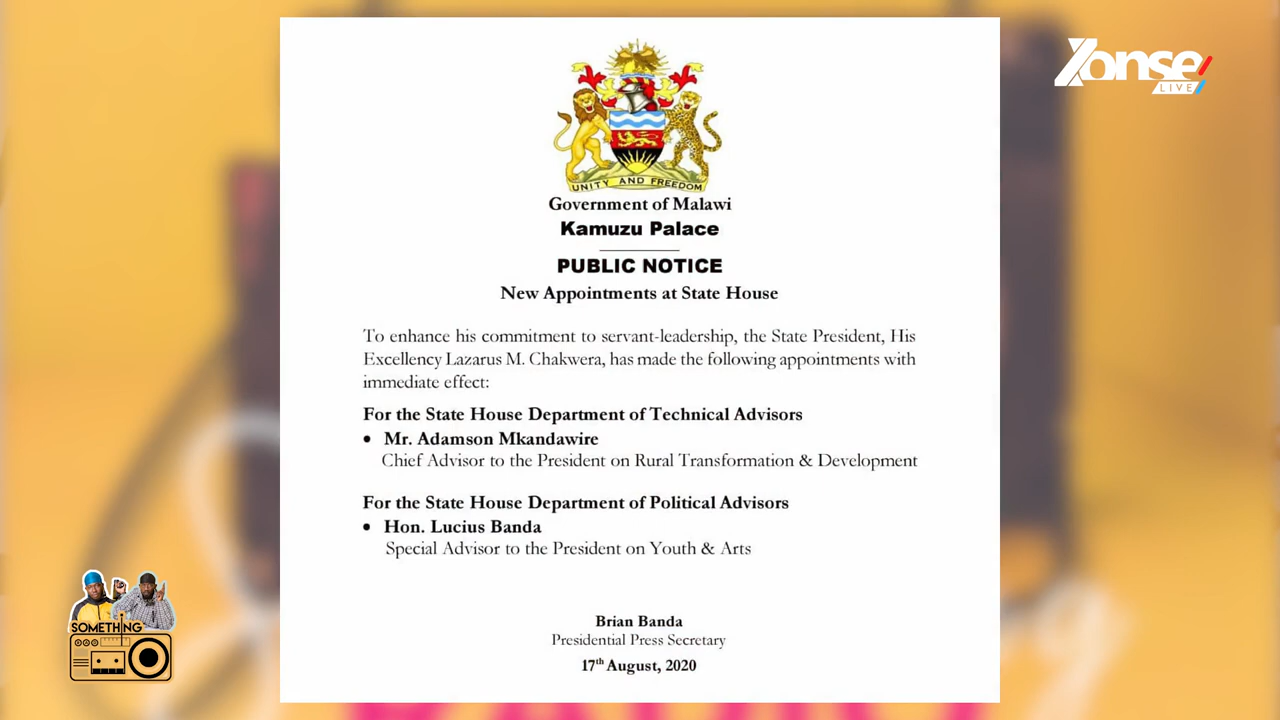 Zonse
LIVE
UNITY AND FREEDOM
Government of Malawi
Kamuzu Palace
PUBLIC NOTICE
New Appointments at State House
To enhance his commitment to servant-leadership, the State President, His
Excellency Lazarus M. Chakwera, has made the following appointments with
immediate effect:
For the State House Department of Technical Advisors
• Mr. Adamson Mkandawire
Chief Advisor to the President on Rural Transformation & Development
For the State House Department of Political Advisors
• Hon. Lucius Banda
Special Advisor to the President on Youth & Arts
Brian Banda
Presidential Press Secretary
17th August, 2020
SOMETHING